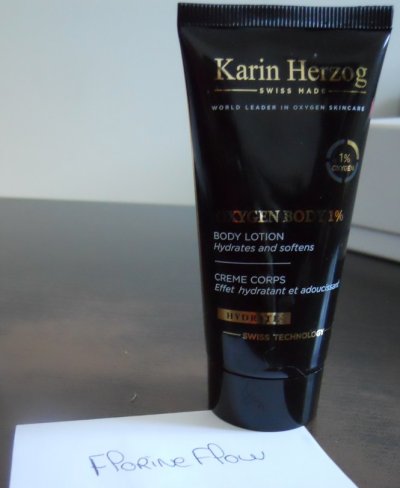 Karin Herzog
SWISS MADE
WORLD LEADER IN OXYGEN SKINCARE
1%
OXYGEN
OXYGEN BODY 1%
BODY LOTION
Hydrates and softens
CREME CORPS
Effet hydratant et adoucissant
HYDRATES
SWISS TECHNOLOGY
Florine Flow